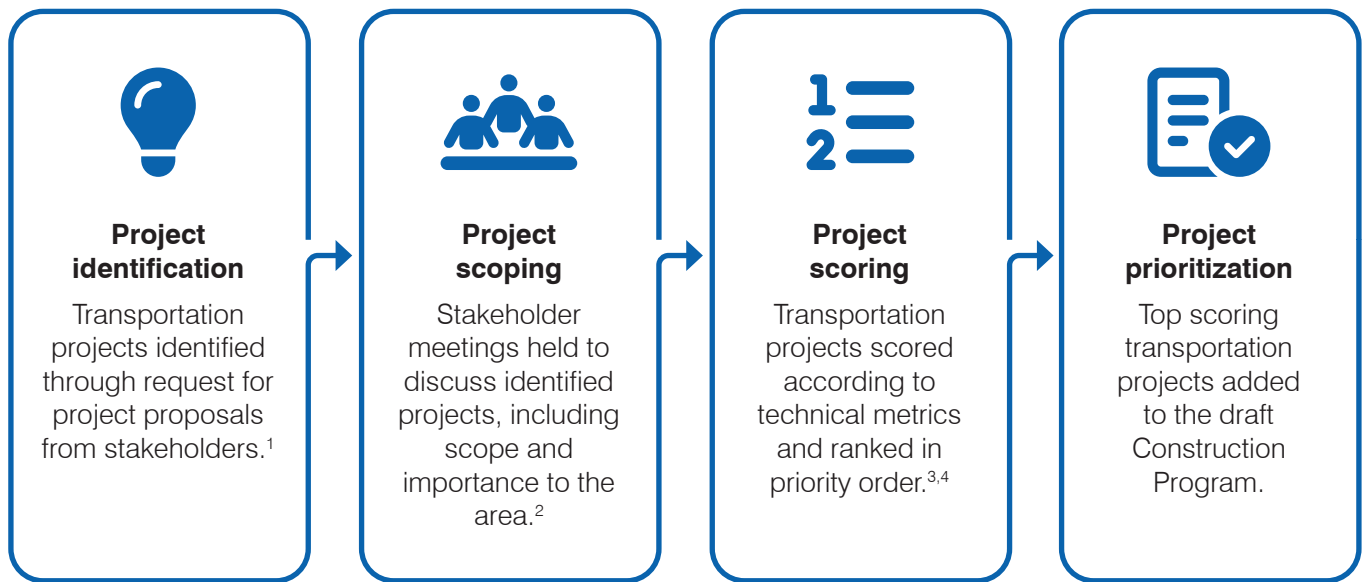 Project
identification
Transportation
projects identified
through request for
project proposals
from stakeholders.1
Project
scoping
Stakeholder
meetings held to
discuss identified
projects, including
scope and
importance to the
area.2
1
2
Project
scoring
Transportation
projects scored
according to
technical metrics
and ranked in
priority order.3,4
Project
prioritization
Top scoring
transportation
projects added
to the draft
Construction
Program.